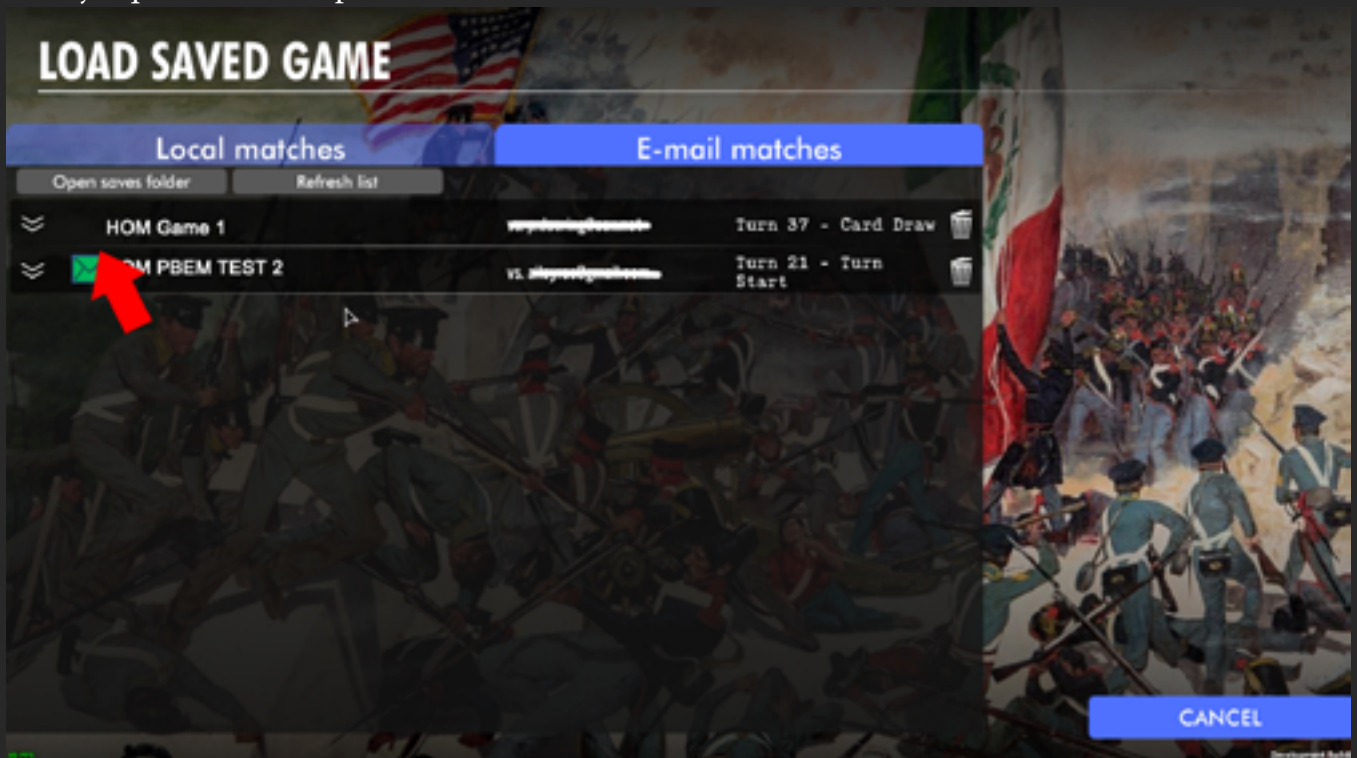 LOAD SAVED GAME
Local matches
E-mail matches
Open saves folder
Refresh list
HOM Game 1
Turn 37 - Card Draw
PBEM TEST 2
vs.
Turn 21 - Turn
Start
CANCEL